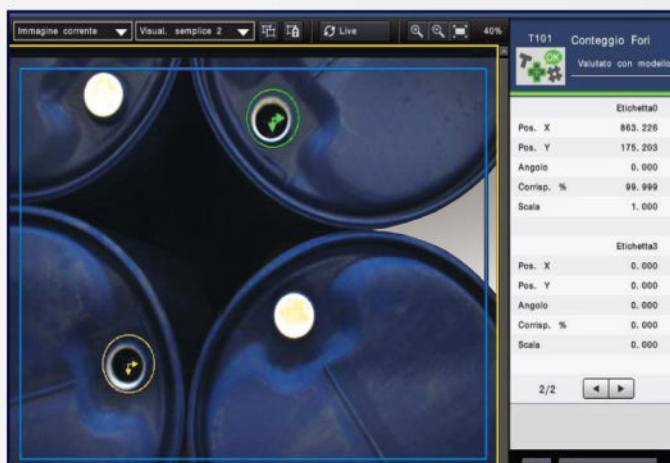 Immagine corrente
Visual. semplice 2
Live
40%
T101 Conteggio Fori
OK
Valutato con modello
Etichetta0
Pos. X 863.226
Pos. Y 175.203
Angolo 0.000
Corrisp. % 99.999
Scala 1.000
Etichetta3
Pos. X 0.000
Pos. Y 0.000
Angolo 0.000
Corrisp. % 0.000
Scala 0.000
2/2